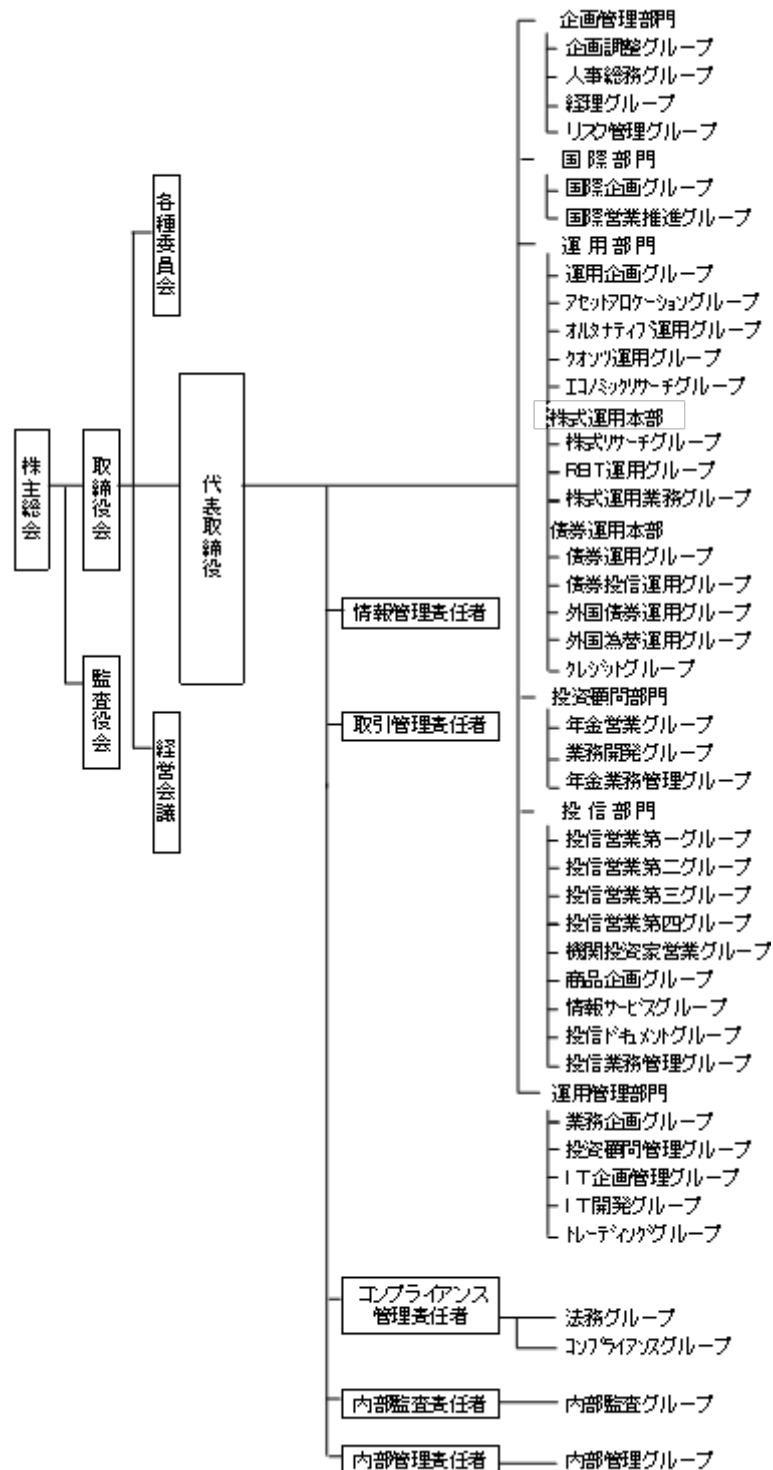 株主総会
取締役会
監査役会
各種委員会
経営会議
代表取締役
情報管理責任者
取引管理責任者
コンプライアンス
管理責任者
内部監査責任者
内部管理責任者
企画管理部門
企画調整グループ
人事総務グループ
経理グループ
リスク管理グループ
国際部門
国際企画グループ
国際営業推進グループ
運用部門
運用企画グループ
アセットアロケーショングループ
オルタナティブ運用グループ
クオンツ運用グループ
エコノミックリサーチグループ
株式運用本部
株式リサーチグループ
REIT運用グループ
株式運用業務グループ
債券運用本部
債券運用グループ
債券投信運用グループ
外国債券運用グループ
外国為替運用グループ
クレジットグループ
投資顧問部門
年金営業グループ
業務開発グループ
年金業務管理グループ
投信部門
投信営業第一グループ
投信営業第二グループ
投信営業第三グループ
投信営業第四グループ
機関投資家営業グループ
商品企画グループ
情報サービスグループ
投信ドキュメントグループ
投信業務管理グループ
運用管理部門
業務企画グループ
投資顧問管理グループ
IT企画管理グループ
IT開発グループ
トレーディンググループ
法務グループ
コンプライアンスグループ
内部監査グループ
内部管理グループ